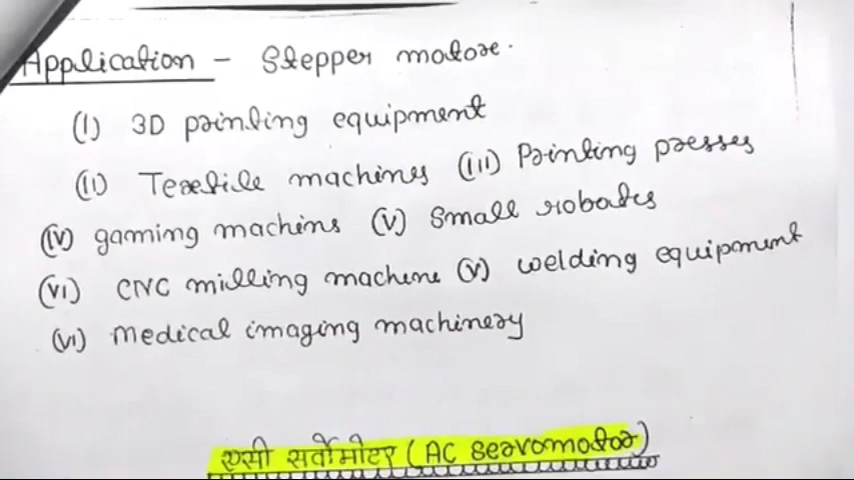 Application - Stepper motor.
(I) 3D printing equipment
(II) Textile machines (III) Printing presses
(IV) gaming machins (V) Small robats
(VI) CNC milling machine (V) welding equipment
(VI) Medical imaging machinery
एसी सर्वोमोटर (AC Servomotor)